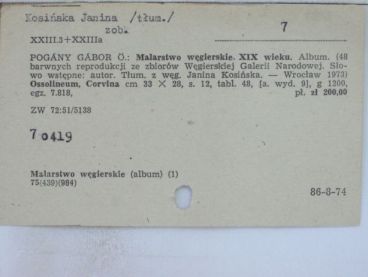 Kosińska Janina /tłum./
zob.
7
XXIII.3+XXIIIa
POGÁNY GÁBOR Ö.: Malarstwo węgierskie. XIX wieku. Album. (48
barwnych reprodukcji ze zbiorów Węgierskiej Galerii Narodowej. Sło-
wo wstępne: autor. Tłum. z węg. Janina Kosińska. — Wrocław 1973)
Ossolineum, Corvina cm 33 × 28, s. 12, tabl. 48, [a. wyd. 9], g 1200,
egz. 7.818, pł. zł 200,00
ZW 72:51/5138
70419
Malarstwo węgierskie (album) (1)
75(439)(084)
86-8-74